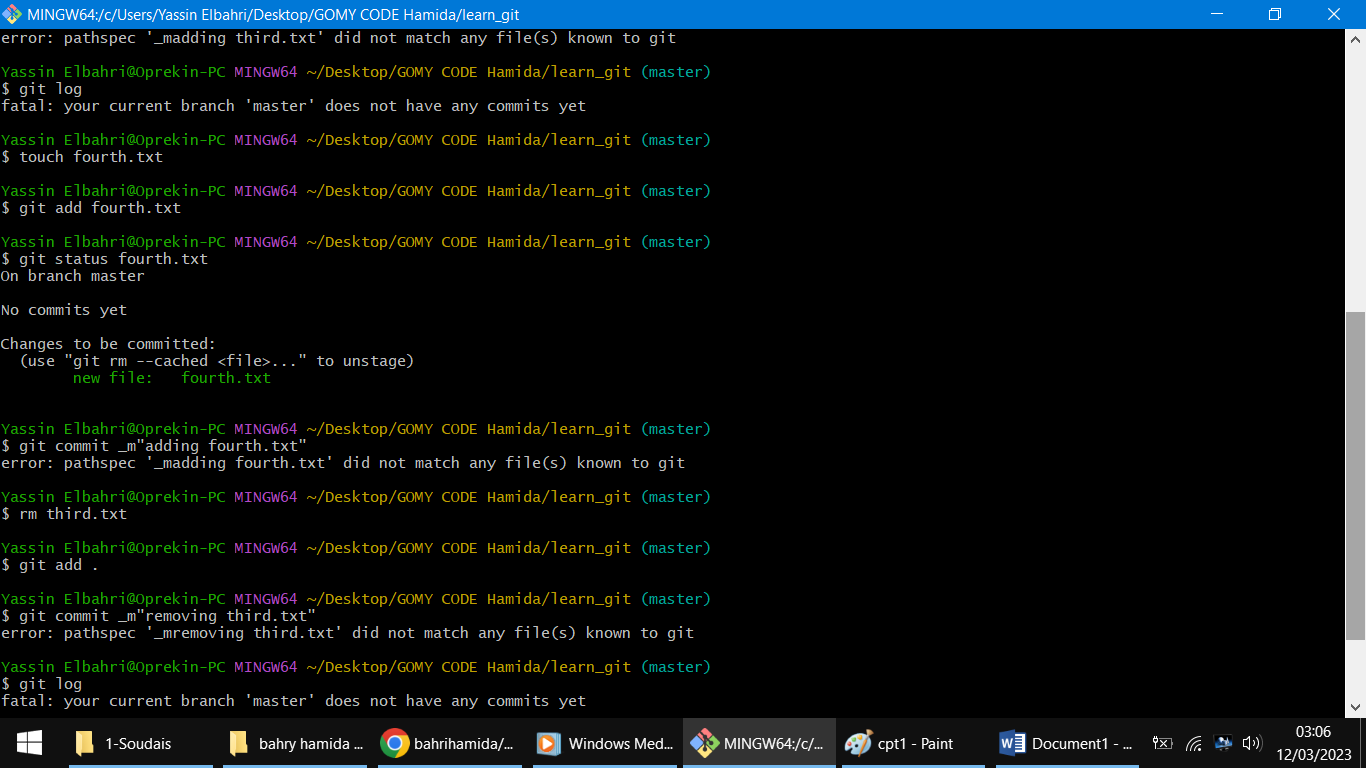 MINGW64:/c/Users/Yassin Elbahri/Desktop/GOMY CODE Hamida/learn_git
error: pathspec '_madding third.txt' did not match any file(s) known to git
Yassin Elbahri@Oprekin-PC MINGW64 ~/Desktop/GOMY CODE Hamida/learn_git (master)
$ git log
fatal: your current branch 'master' does not have any commits yet
Yassin Elbahri@Oprekin-PC MINGW64 ~/Desktop/GOMY CODE Hamida/learn_git (master)
$ touch fourth.txt
Yassin Elbahri@Oprekin-PC MINGW64 ~/Desktop/GOMY CODE Hamida/learn_git (master)
$ git add fourth.txt
Yassin Elbahri@Oprekin-PC MINGW64 ~/Desktop/GOMY CODE Hamida/learn_git (master)
$ git status fourth.txt
On branch master
No commits yet
Changes to be committed:
  (use "git rm --cached <file>..." to unstage)
        new file:   fourth.txt
Yassin Elbahri@Oprekin-PC MINGW64 ~/Desktop/GOMY CODE Hamida/learn_git (master)
$ git commit _m"adding fourth.txt"
error: pathspec '_madding fourth.txt' did not match any file(s) known to git
Yassin Elbahri@Oprekin-PC MINGW64 ~/Desktop/GOMY CODE Hamida/learn_git (master)
$ rm third.txt
Yassin Elbahri@Oprekin-PC MINGW64 ~/Desktop/GOMY CODE Hamida/learn_git (master)
$ git add .
Yassin Elbahri@Oprekin-PC MINGW64 ~/Desktop/GOMY CODE Hamida/learn_git (master)
$ git commit _m"removing third.txt"
error: pathspec '_mremoving third.txt' did not match any file(s) known to git
Yassin Elbahri@Oprekin-PC MINGW64 ~/Desktop/GOMY CODE Hamida/learn_git (master)
$ git log
fatal: your current branch 'master' does not have any commits yet
1-Soudais
bahry hamida ...
bahrihamida/...
Windows Med...
MINGW64:/c/...
cpt1 - Paint
Document1 - ...
03:06
12/03/2023